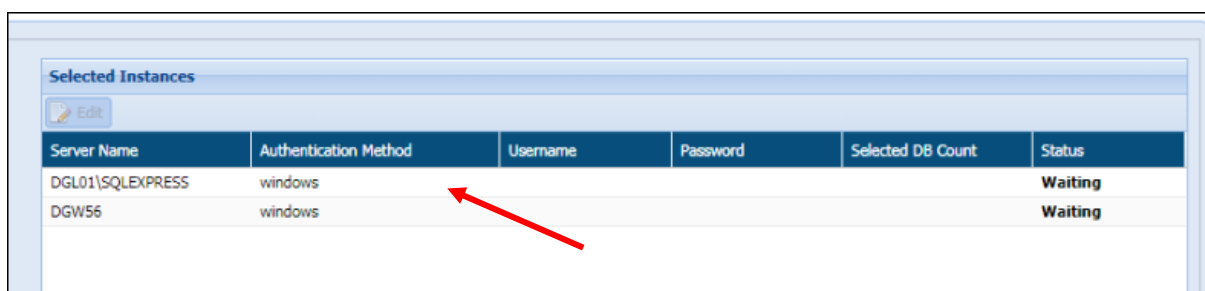 Selected Instances
Edit
Server Name Authentication Method Username Password Selected DB Count Status
DGL01\SQLEXPRESS windows Waiting
DGW56 windows Waiting